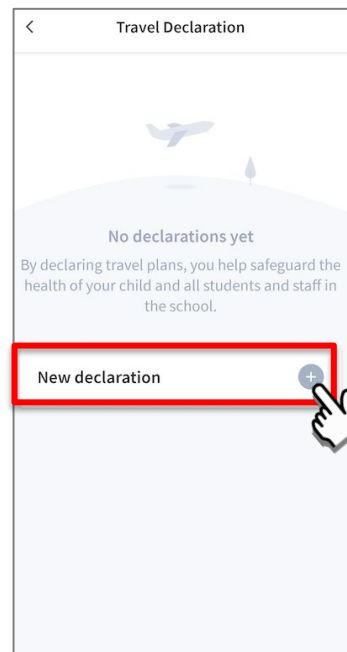 Travel Declaration
No declarations yet
By declaring travel plans, you help safeguard the
health of your child and all students and staff in
the school.
New declaration